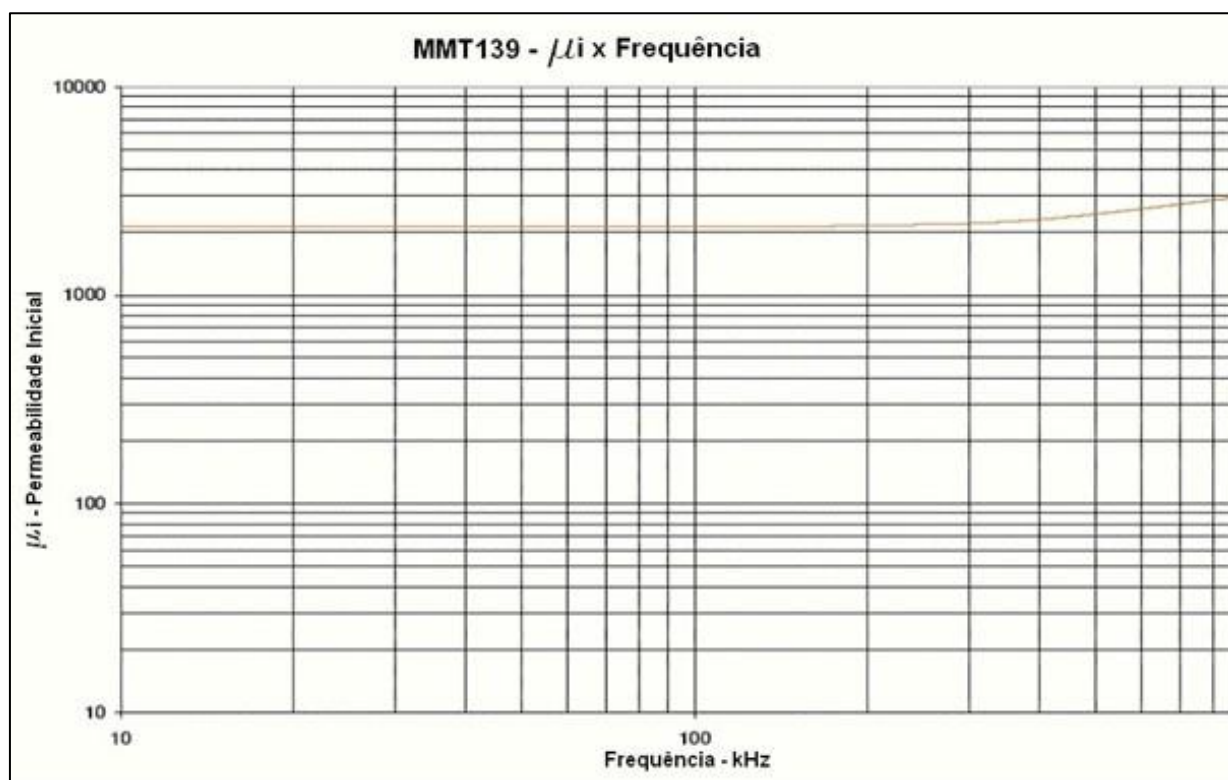 MMT139 - μi x Frequência
10000
1000
100
10
μi - Permeabilidade Inicial
10
100
Frequência - kHz